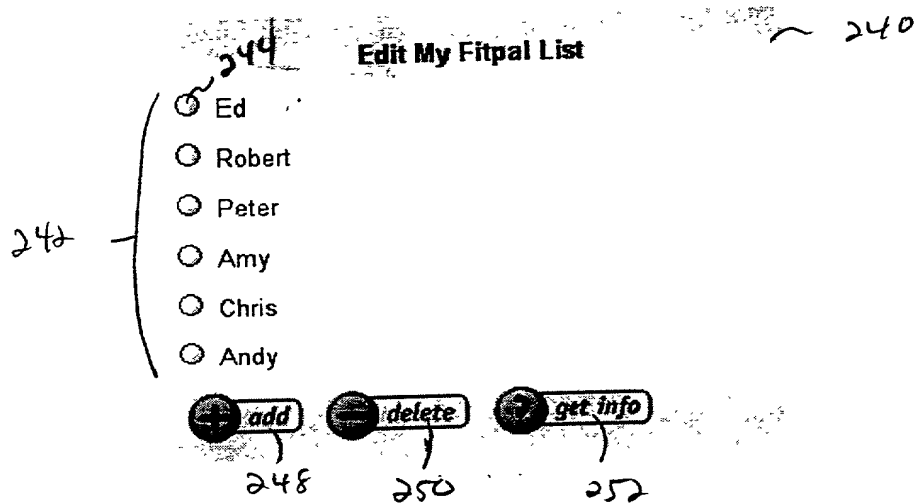 240
Edit My Fitpal List
244
Ed
Robert
Peter
242
Amy
Chris
Andy
add delete get info
248 250 252